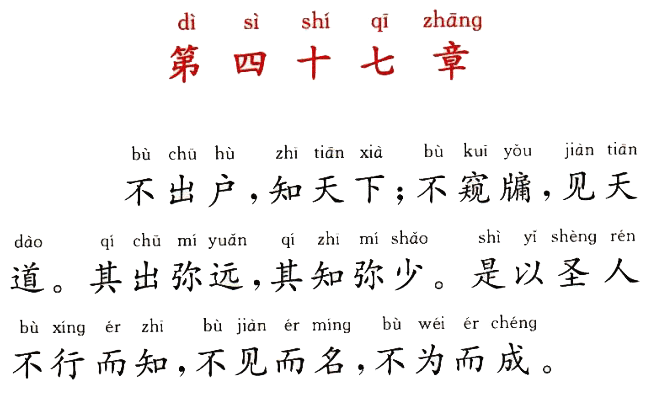 dì sì shí qī zhāng
第四十七章
bù chū hù zhī tiān xià bù kuī yǒu jiàn tiān
不出户，知天下；不窥牖，见天
dào qí chū mí yuǎn qí zhī mí shǎo shì yǐ shèng rén
道。其出弥远，其知弥少。是以圣人
bù xíng ér zhī bù jiàn ér míng bù wéi ér chéng
不行而知，不见而名，不为而成。